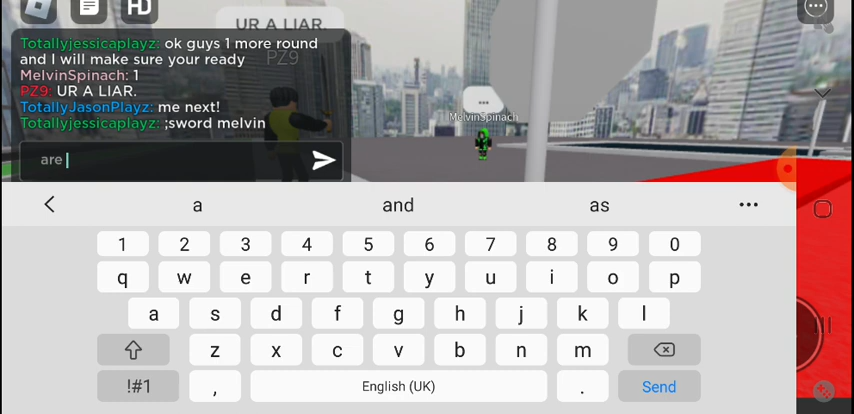 HD
UR A LIAR.
PZ9
Totallyjessicaplayz: ok guys 1 more round
and I will make sure your ready
MelvinSpinach: 1
PZ9: UR A LIAR.
TotallyJasonPlayz: me next!
Totallyjessicaplayz: ;sword melvin
are
...
MelvinSpinach
a and as
1 2 3 4 5 6 7 8 9 0
q w e r t y u i o p
a s d f g h j k l
z x c v b n m
!#1 , English (UK) . Send